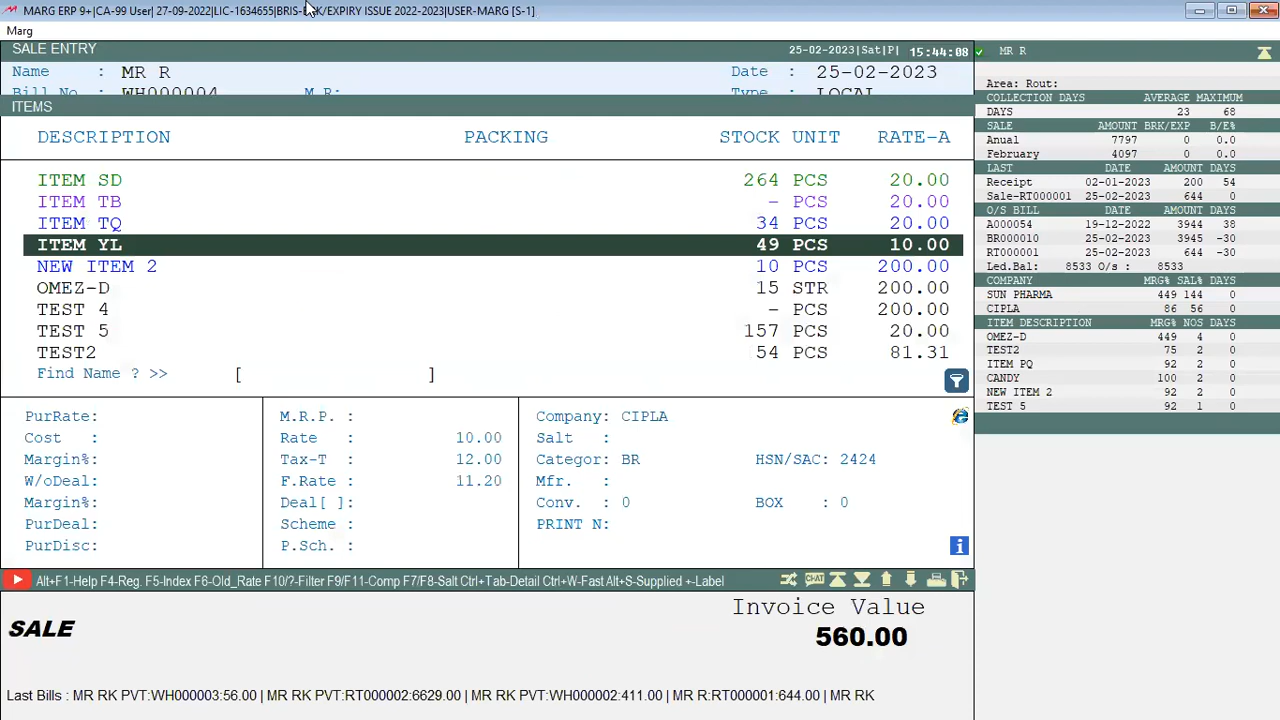 MARG ERP 9+|CA-99 User| 27-09-2022|LIC-1634655|BRIS-BRK/EXPIRY ISSUE 2022-2023|USER-MARG [S-1]
Marg
SALE ENTRY 25-02-2023|Sat|P| 15:44:08
Name : MR R Date : 25-02-2023
Bill No. WH000004 M.R: Type : LOCAL
ITEMS
DESCRIPTION PACKING STOCK UNIT RATE-A
ITEM SD 264 PCS 20.00
ITEM TB - PCS 20.00
ITEM TQ 34 PCS 20.00
ITEM YL 49 PCS 10.00
NEW ITEM 2 10 PCS 200.00
OMEZ-D 15 STR 200.00
TEST 4 - PCS 200.00
TEST 5 157 PCS 20.00
TEST2 54 PCS 81.31
Find Name ? >> [ ]
PurRate: M.R.P. : Company: CIPLA
Cost : Rate : 10.00 Salt :
Margin%: Tax-T : 12.00 Categor: BR HSN/SAC: 2424
W/oDeal: F.Rate : 11.20 Mfr. :
Margin%: Deal[ ]: Conv. : 0 BOX : 0
PurDeal: Scheme : PRINT N:
PurDisc: P.Sch. :
Alt+F1-Help F4-Reg. F5-Index F6-Old_Rate F10/?-Filter F9/F11-Comp F7/F8-Salt Ctrl+Tab-Detail Ctrl+W-Fast Alt+S-Supplied +-Label CHAT
Invoice Value
SALE 560.00
Last Bills : MR RK PVT:WH000003:56.00 | MR RK PVT:RT000002:6629.00 | MR RK PVT:WH000002:411.00 | MR R:RT000001:644.00 | MR RK
MR R
Area: Rout:
COLLECTION DAYS AVERAGE MAXIMUM
DAYS 23 68
SALE AMOUNT BRK/EXP B/E%
Anual 7797 0 0.0
February 4097 0 0.0
LAST DATE AMOUNT DAYS
Receipt 02-01-2023 200 54
Sale-RT000001 25-02-2023 644 0
O/S BILL DATE AMOUNT DAYS
A000054 19-12-2022 3944 38
BR000010 25-02-2023 3945 -30
RT000001 25-02-2023 644 -30
Led.Bal: 8533 O/s : 8533
COMPANY MRG% SAL% DAYS
SUN PHARMA 449 144 0
CIPLA 86 56 0
ITEM DESCRIPTION MRG% NOS DAYS
OMEZ-D 449 4 0
TEST2 75 2 0
ITEM PQ 92 2 0
CANDY 100 2 0
NEW ITEM 2 92 2 0
TEST 5 92 1 0